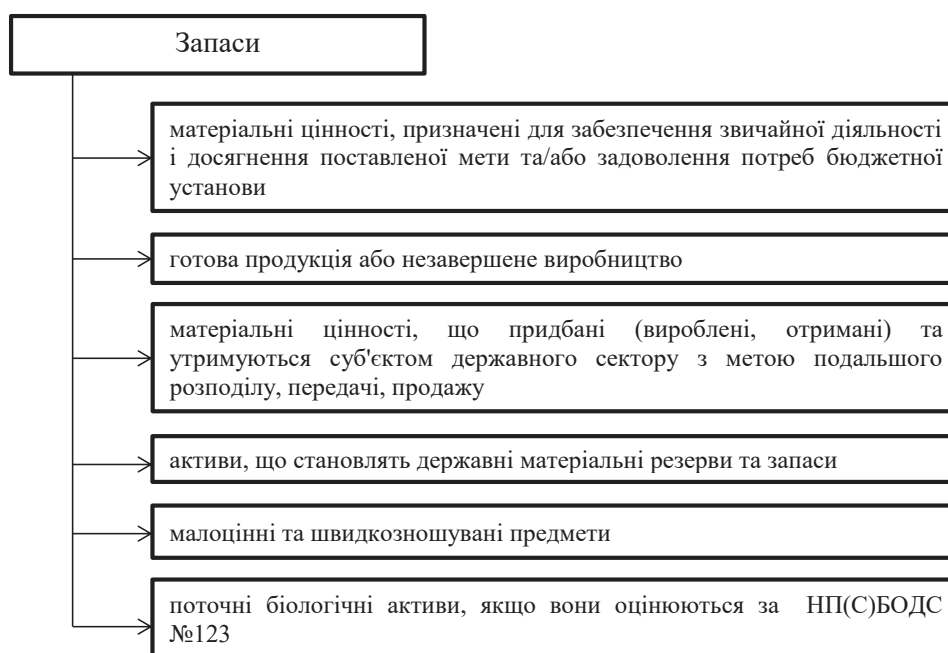 Запаси
матеріальні цінності, призначені для забезпечення звичайної діяльності
і досягнення поставленої мети та/або задоволення потреб бюджетної
установи
готова продукція або незавершене виробництво
матеріальні цінності, що придбані (вироблені, отримані) та
утримуються суб'єктом державного сектору з метою подальшого
розподілу, передачі, продажу
активи, що становлять державні матеріальні резерви та запаси
малоцінні та швидкозношувані предмети
поточні біологічні активи, якщо вони оцінюються за НП(С)БОДС
№123